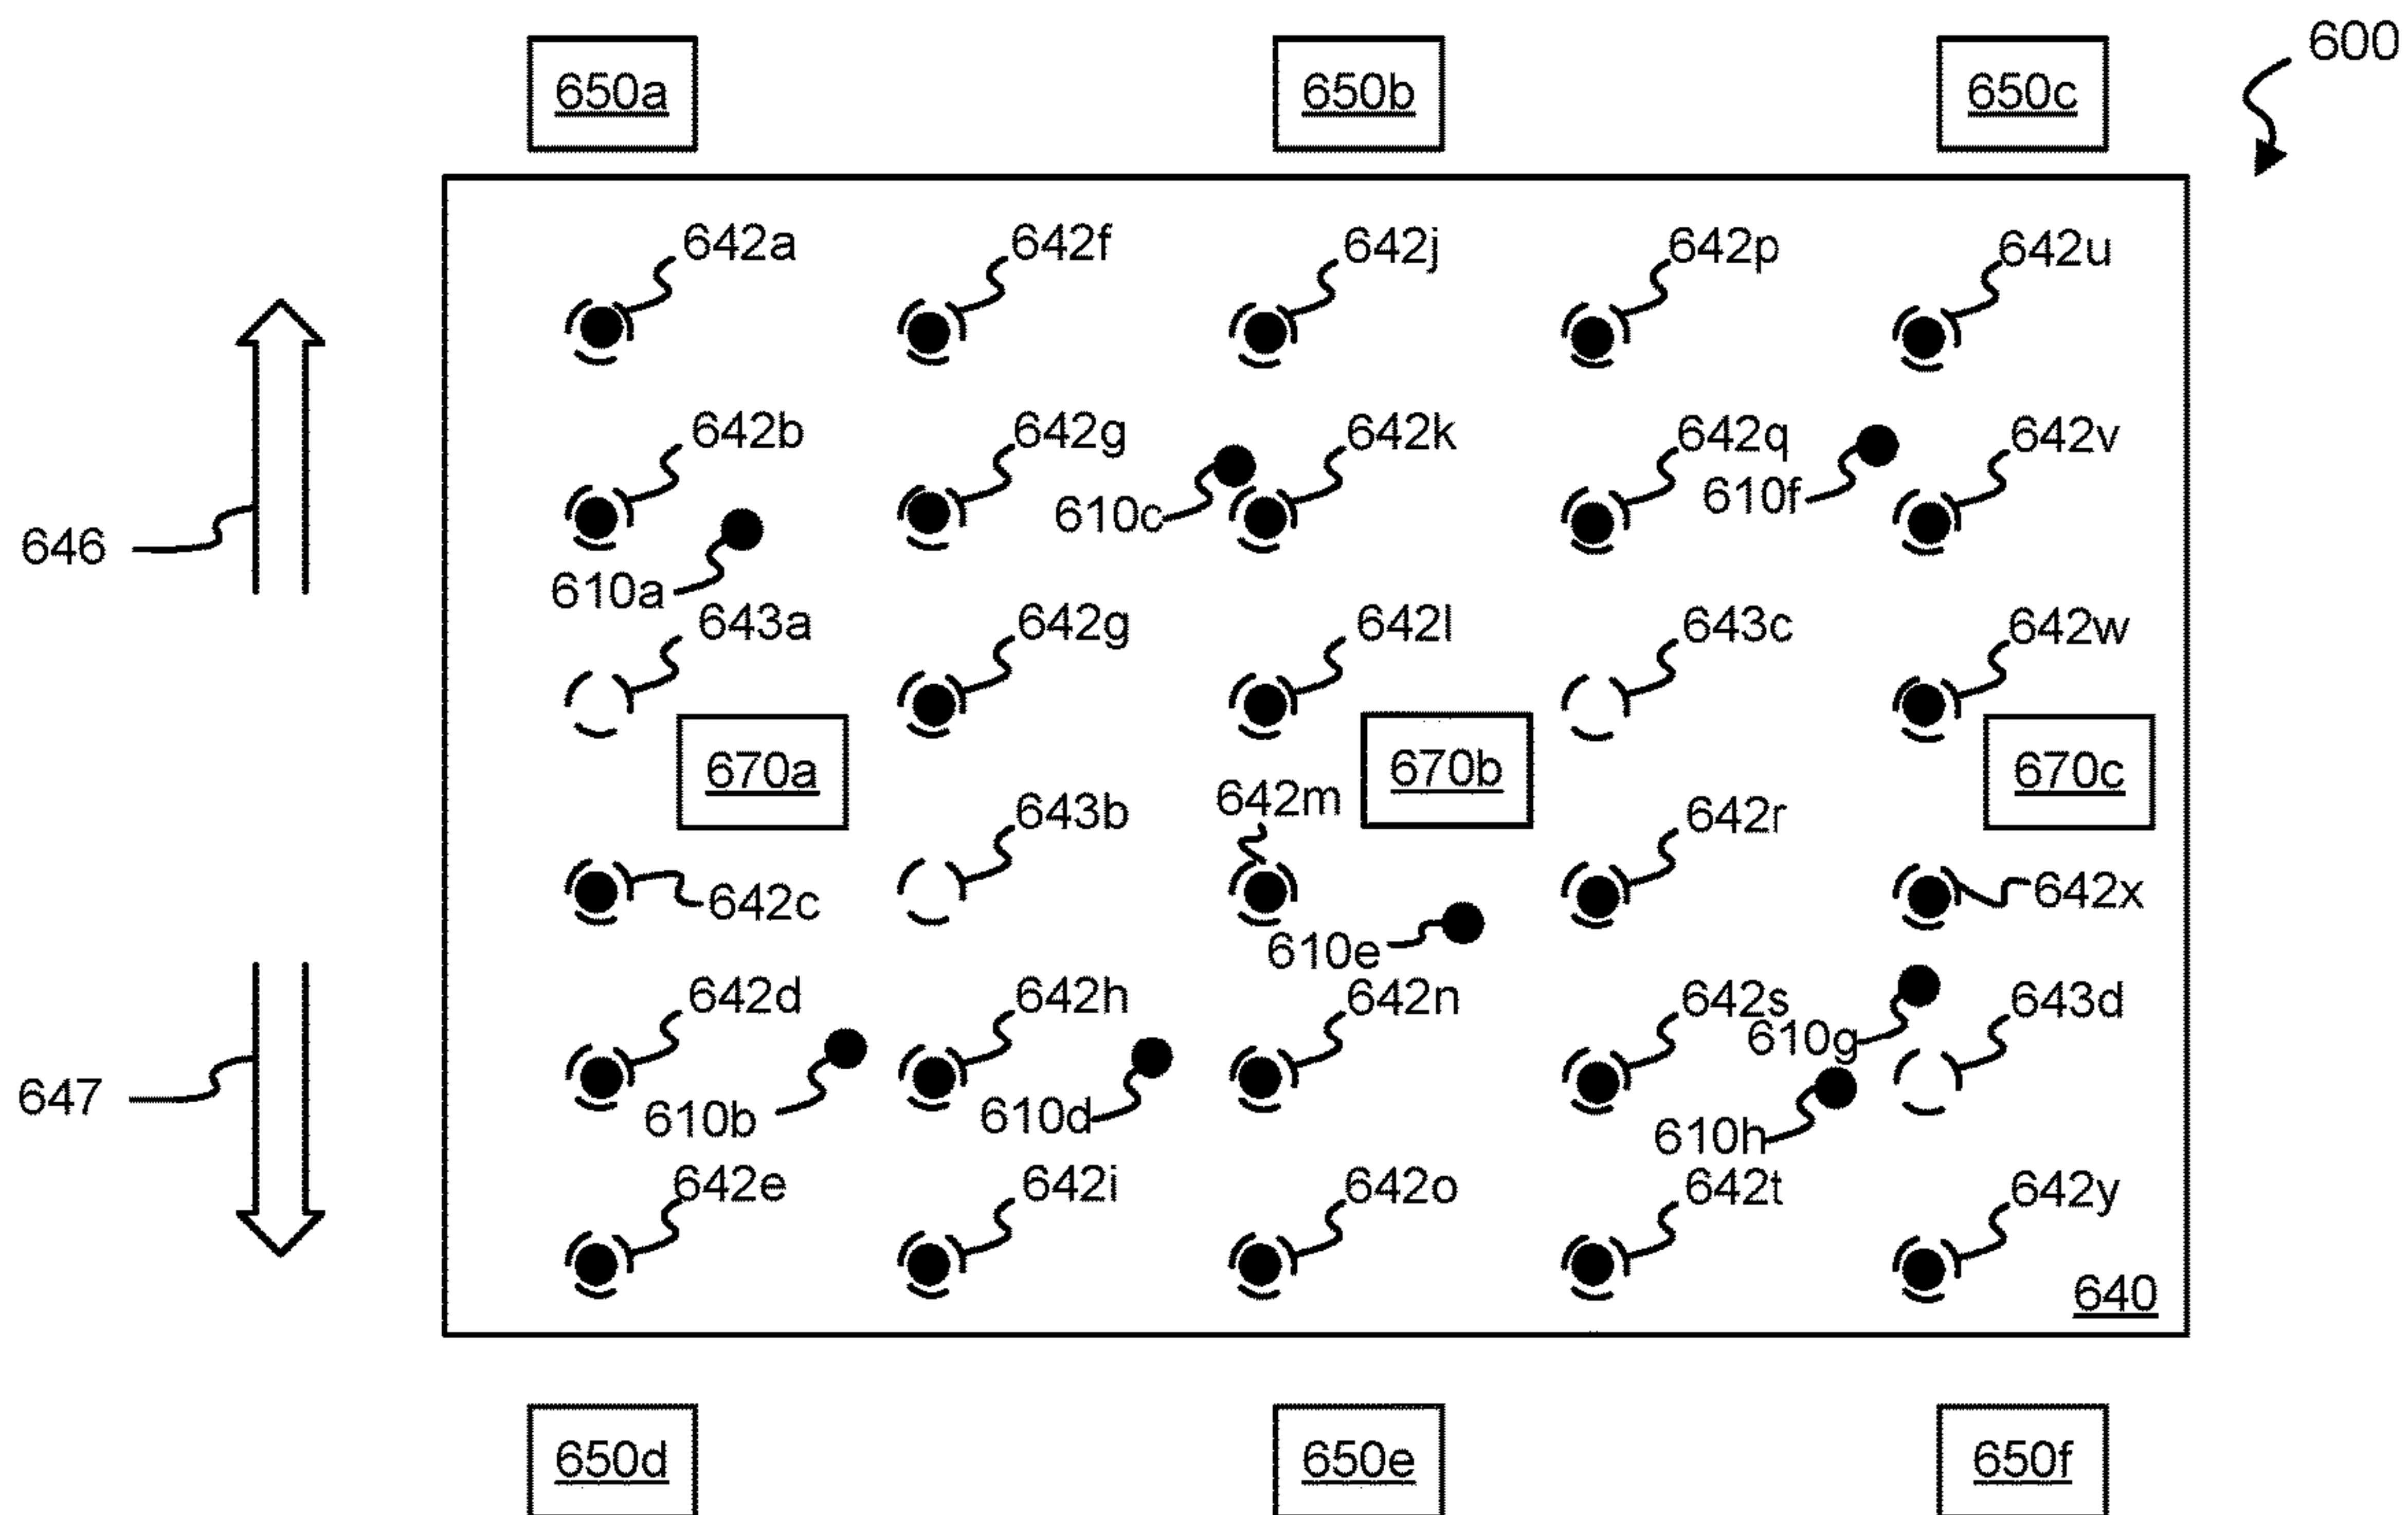 600
650a 650b 650c
642a 642f 642j 642p 642u
642b 642g 642k 642q 642v
610c 610f
646
610a
643a 642g 642l 643c 642w
670a 670b 670c
642m
643b 642r
642c 642x
610e
642d 642h 642n 642s 643d
610g
647
610b 610d 610h
642e 642i 642o 642t 642y
640
650d 650e 650f